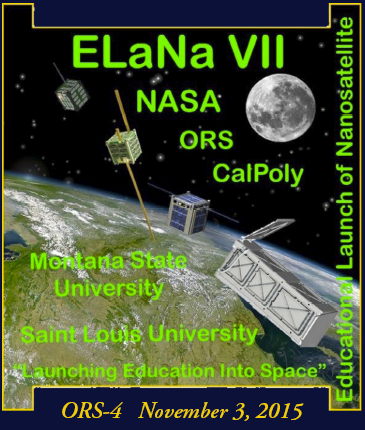 ELaNa VII
NASA
ORS
CalPoly
Educational Launch of Nanosatellite
Montana State
University
Saint Louis University
"Launching Education Into Space"
ORS-4 November 3, 2015